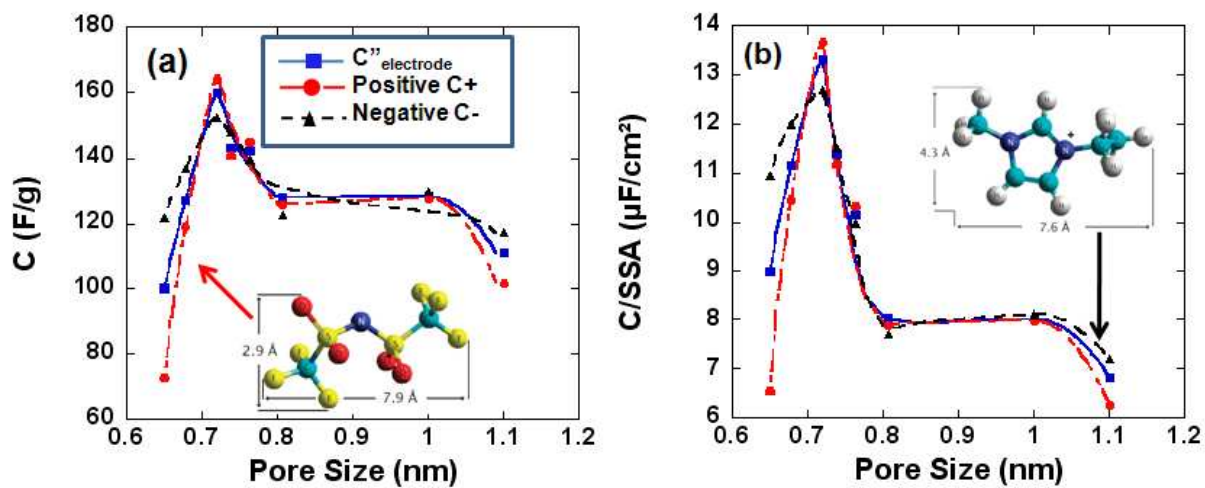 (a)
C”electrode
Positive C+
Negative C-
180
160
140
120
100
80
60
C (F/g)
0.6 0.7 0.8 0.9 1 1.1 1.2
Pore Size (nm)
2.9 Å
7.9 Å
N
(b)
14
13
12
11
10
9
8
7
6
C/SSA (µF/cm²)
0.6 0.7 0.8 0.9 1 1.1 1.2
Pore Size (nm)
4.3 Å
7.6 Å
N
N
+